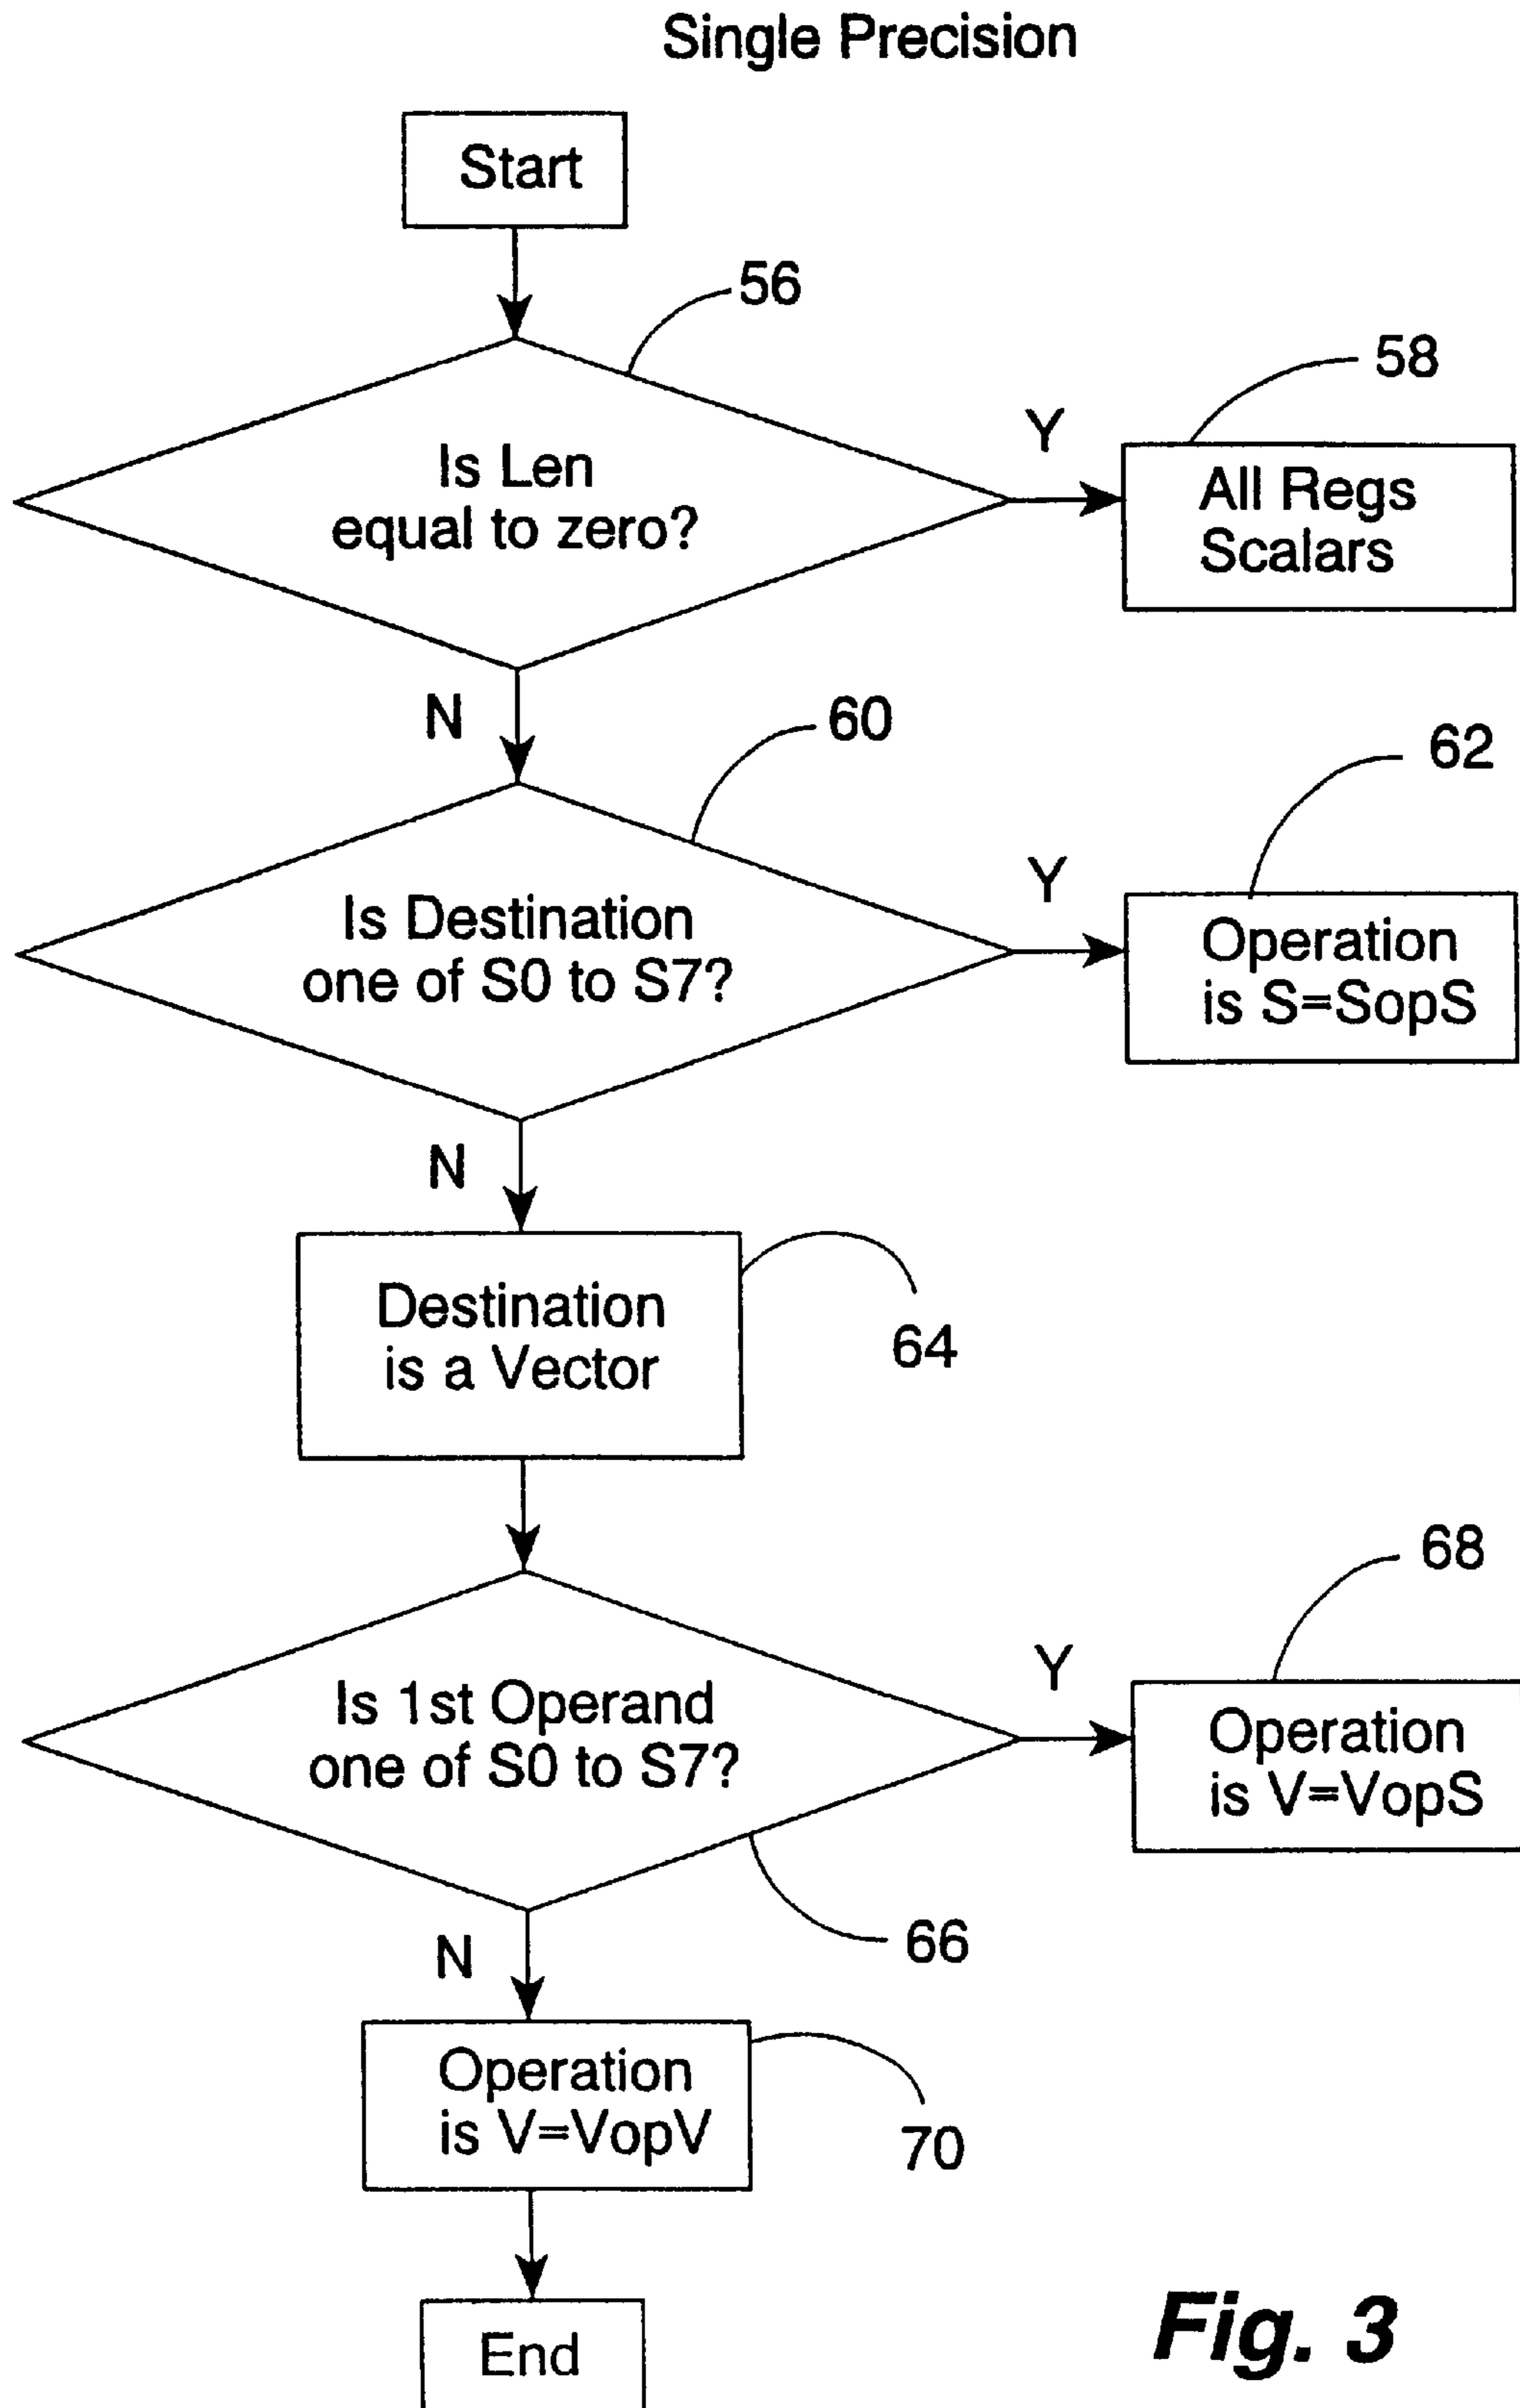 Single Precision
Start
56
Is Len
equal to zero?
Y
58
All Regs
Scalars
N
60
Is Destination
one of S0 to S7?
Y
62
Operation
is S=SopS
N
Destination
is a Vector
64
Is 1st Operand
one of S0 to S7?
Y
68
Operation
is V=VopS
66
N
Operation
is V=VopV
70
End
Fig. 3